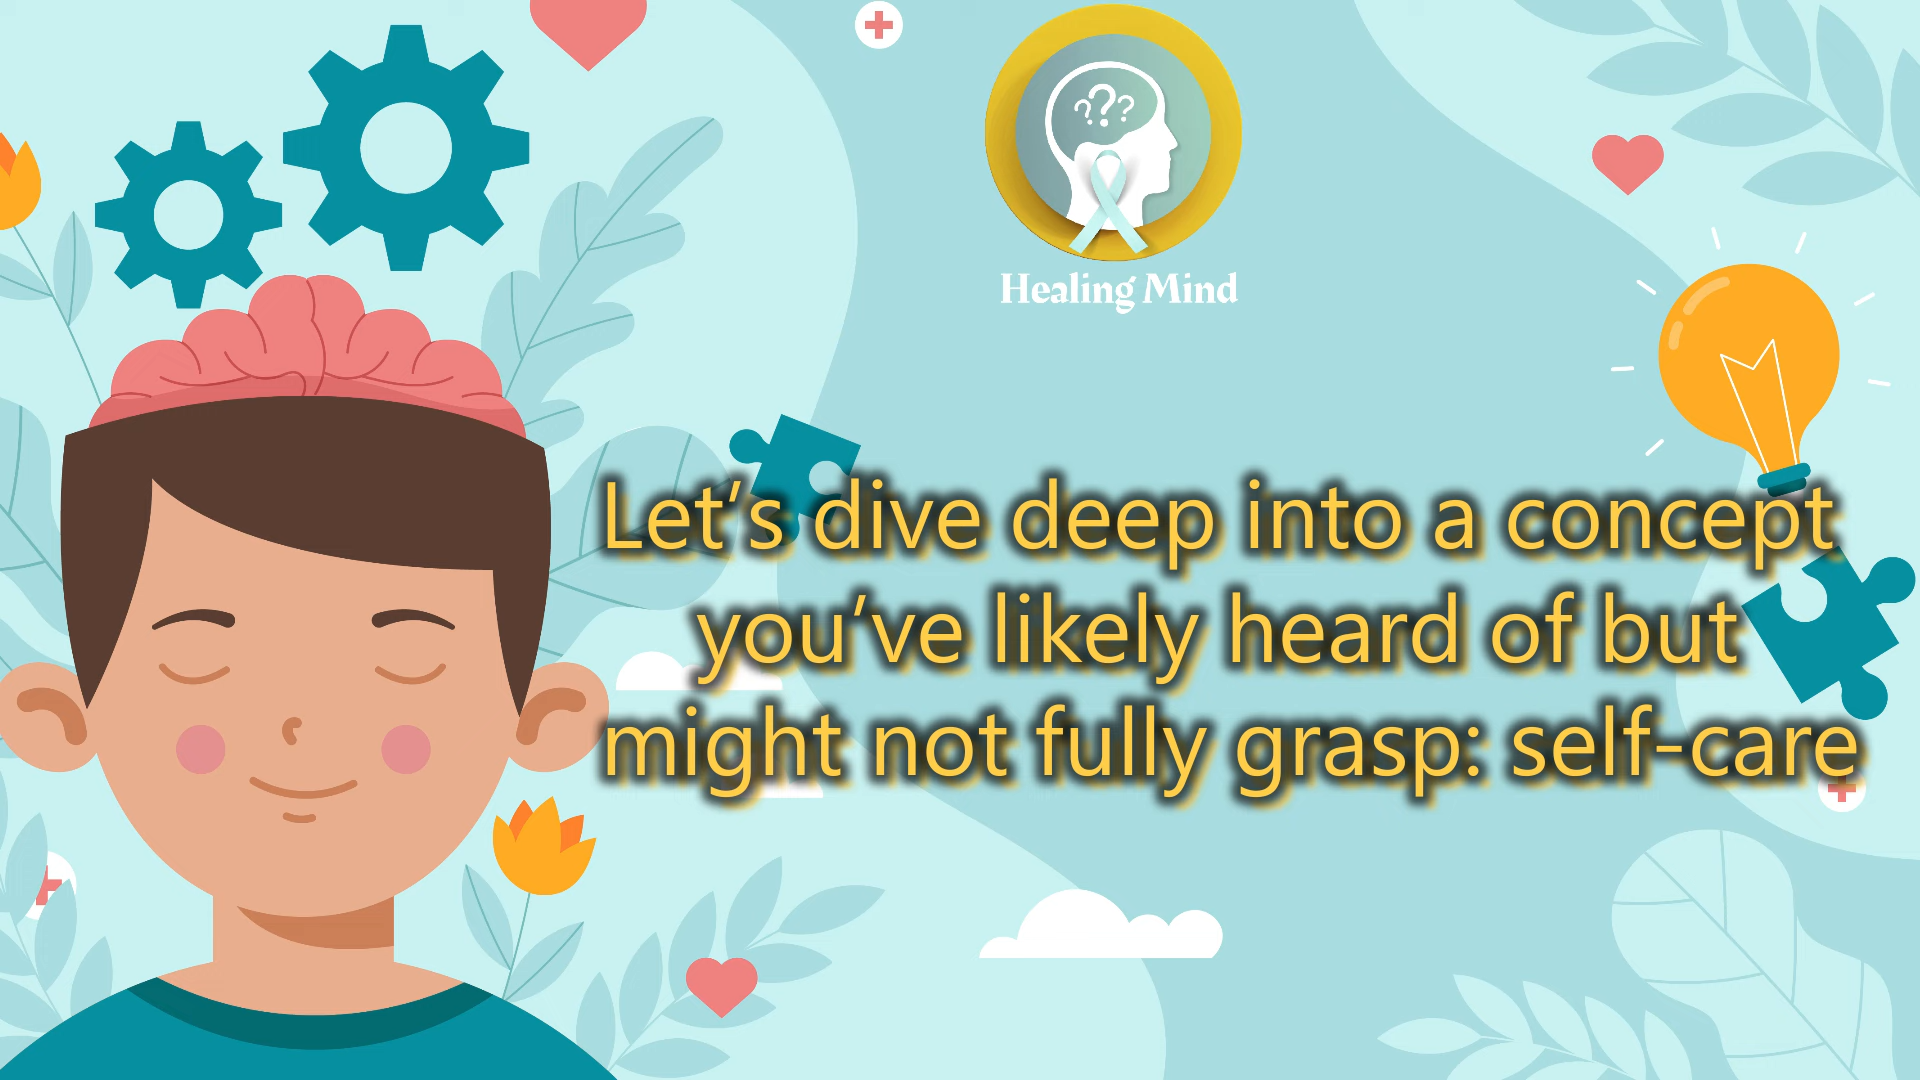 ???
Healing Mind
Let’s dive deep into a concept
you’ve likely heard of but
might not fully grasp: self-care